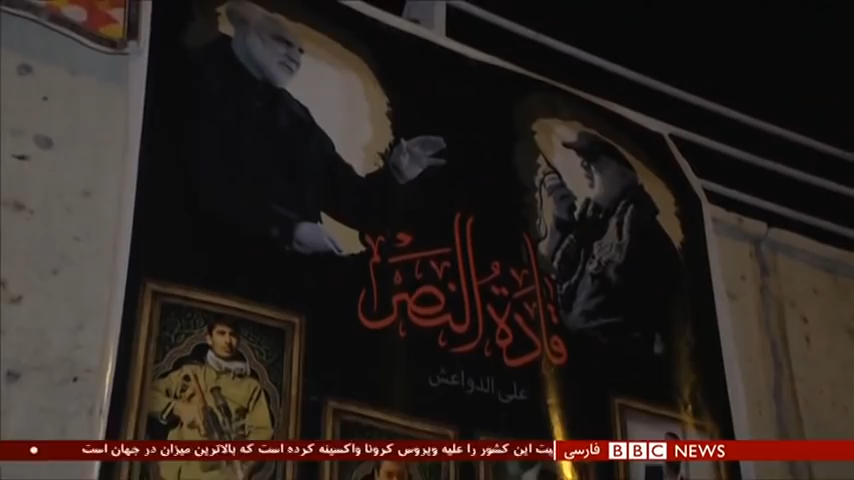 قادة النصر
على الدواعش
یت این کشور را علیه ویروس کرونا واکسینه کرده است که بالاترین میزان در جهان است
فارسی BBC NEWS